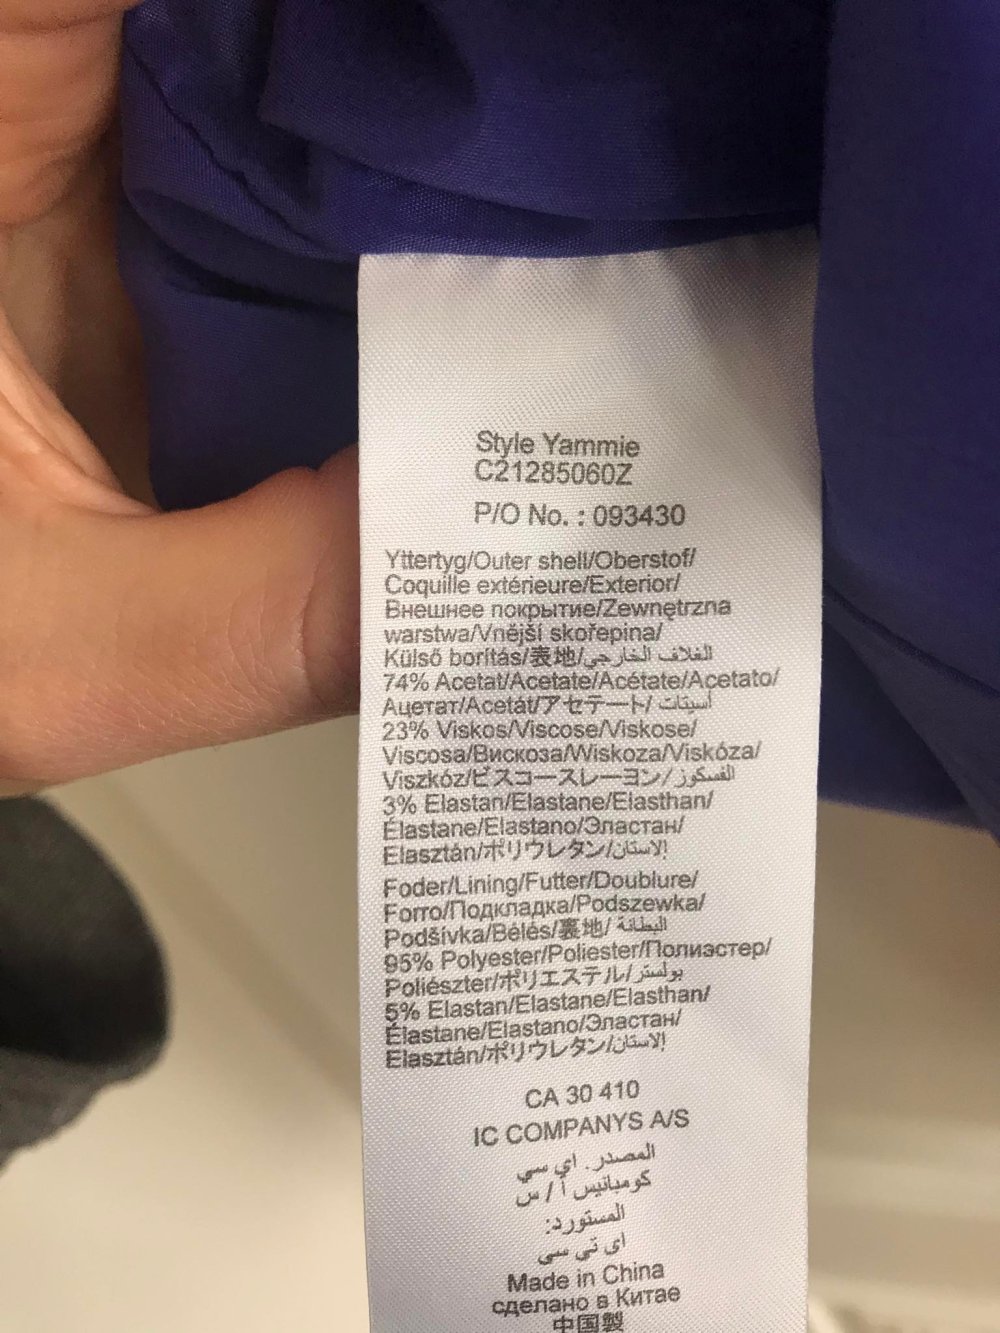 Style Yammie
C21285060Z
P/O No. : 093430
Yttertyg/Outer shell/Oberstof/
Coquille extérieure/Exterior/
Внешнее покрытие/Zewnętrzna
warstwa/Vnější skořepina/
Külső borítás/表地/الغلاف الخارجي
74% Acetat/Acetate/Acétate/Acetato/
Ацетат/Acetát/アセテート/أسيتات
23% Viskos/Viscose/Viskose/
Viscosa/Вискоза/Wiskoza/Viskóza/
Viszkóz/ビスコースレーヨン/الفسكوز
3% Elastan/Elastane/Elasthan/
Élastane/Elastano/Эластан/
Elasztán/ポリウレタン/إلاستان
Foder/Lining/Futter/Doublure/
Forro/Подкладка/Podszewka/
Podšívka/Bélés/裏地/البطانة
95% Polyester/Poliester/Полиэстер/
Poliészter/ポリエステル/بولستر
5% Elastan/Elastane/Elasthan/
Élastane/Elastano/Эластан/
Elasztán/ポリウレタン/إلاستان
CA 30 410
IC COMPANYS A/S
المصدر. اي سي
كومبانيس أ / س
المستورد:
اى تي سى
Made in China
сделано в Китае
中国製